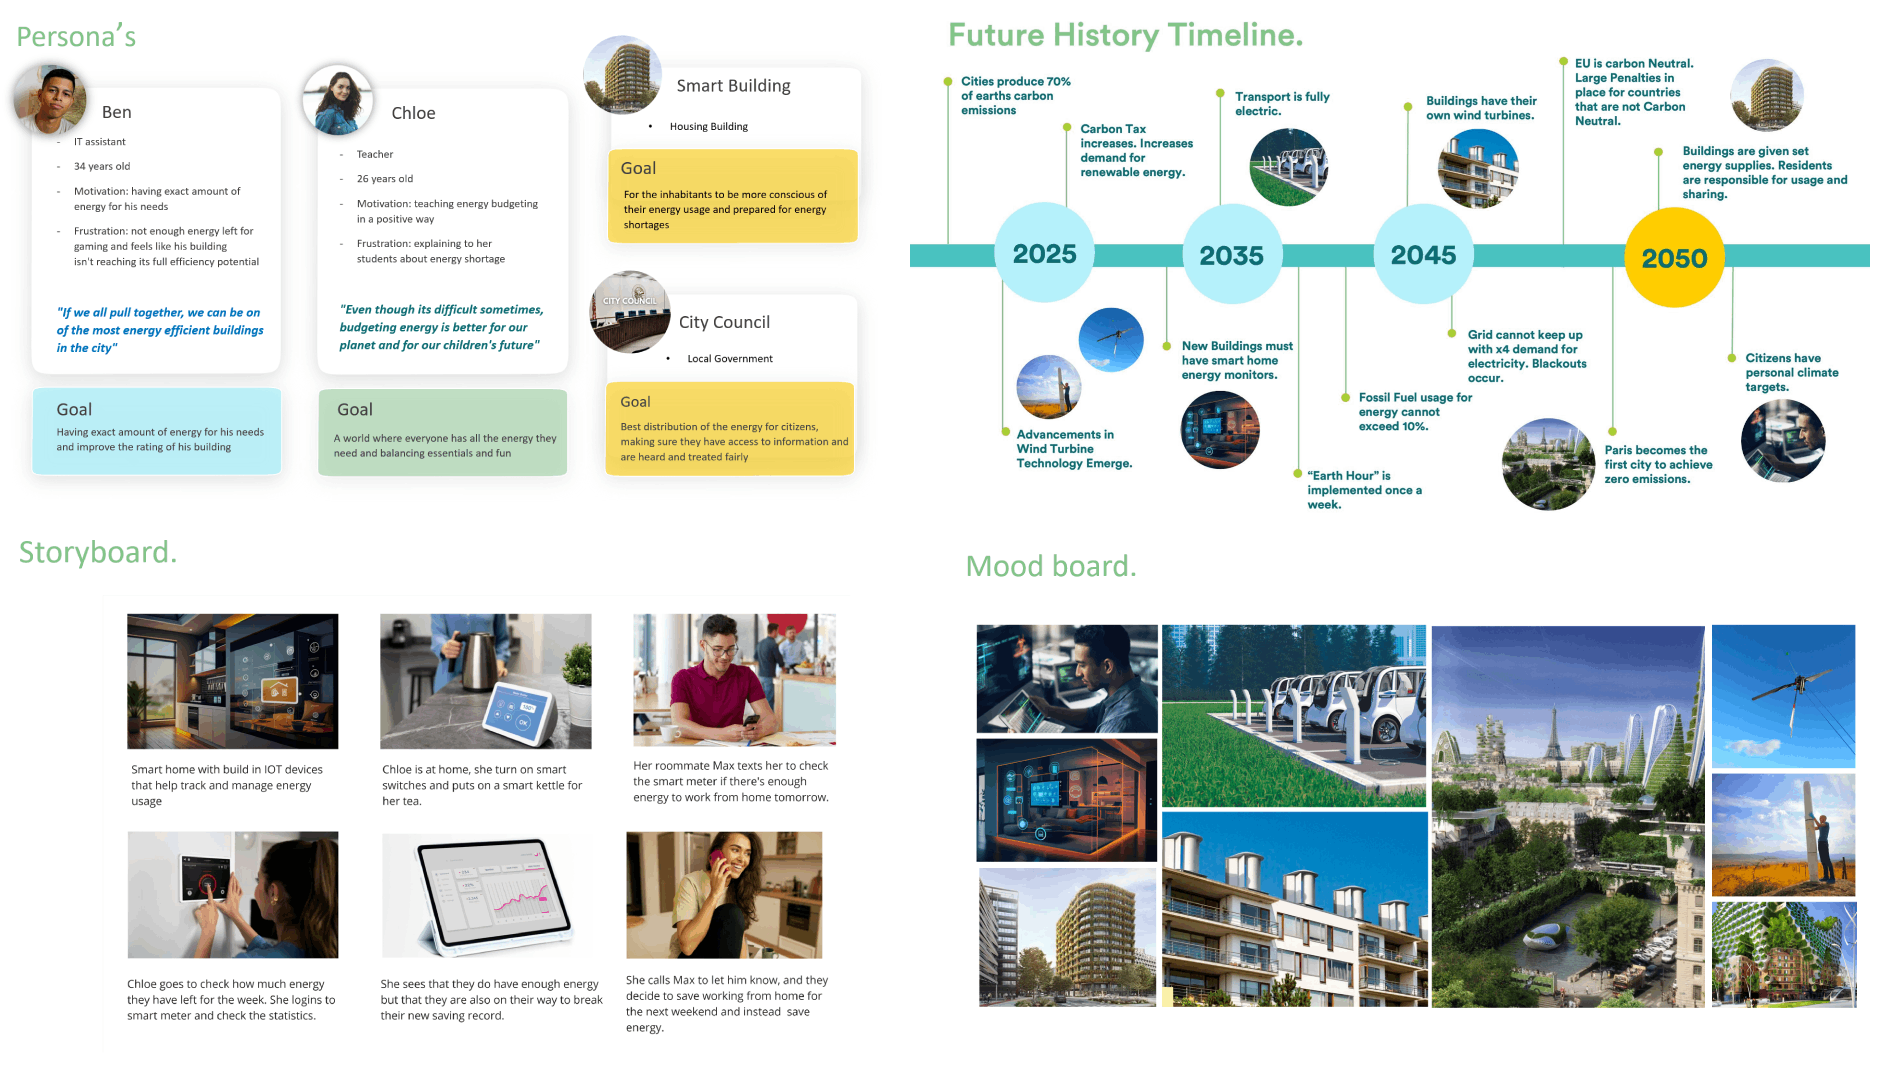 Persona's
Ben
- IT assistant
- 34 years old
- Motivation: having exact amount of
energy for his needs
- Frustration: not enough energy left for
gaming and feels like his building
isn't reaching its full efficiency potential
"If we all pull together, we can be on
of the most energy efficient buildings
in the city"
Goal
Having exact amount of energy for his needs
and improve the rating of his building
Chloe
- Teacher
- 26 years old
- Motivation: teaching energy budgeting
in a positive way
- Frustration: explaining to her
students about energy shortage
"Even though its difficult sometimes,
budgeting energy is better for our
planet and for our children's future"
Goal
A world where everyone has all the energy they
need and balancing essentials and fun
Smart Building
• Housing Building
Goal
For the inhabitants to be more conscious of
their energy usage and prepared for energy
shortages
CITY COUNCIL
City Council
• Local Government
Goal
Best distribution of the energy for citizens,
making sure they have access to information and
are heard and treated fairly
Future History Timeline.
Cities produce 70%
of earths carbon
emissions
Carbon Tax
increases. Increases
demand for
renewable energy.
Transport is fully
electric.
Buildings have their
own wind turbines.
EU is carbon Neutral.
Large Penalties in
place for countries
that are not Carbon
Neutral.
Buildings are given set
energy supplies. Residents
are responsible for usage and
sharing.
2025
2035
2045
2050
Advancements in
Wind Turbine
Technology Emerge.
New Buildings must
have smart home
energy monitors.
"Earth Hour" is
implemented once a
week.
Fossil Fuel usage for
energy cannot
exceed 10%.
Grid cannot keep up
with x4 demand for
electricity. Blackouts
occur.
Paris becomes the
first city to achieve
zero emissions.
Citizens have
personal climate
targets.
Storyboard.
Smart home with build in IOT devices
that help track and manage energy
usage
Chloe is at home, she turn on smart
switches and puts on a smart kettle for
her tea.
Her roommate Max texts her to check
the smart meter if there's enough
energy to work from home tomorrow.
Chloe goes to check how much energy
they have left for the week. She logins to
smart meter and check the statistics.
She sees that they do have enough energy
but that they are also on their way to break
their new saving record.
She calls Max to let him know, and they
decide to save working from home for
the next weekend and instead save
energy.
Mood board.